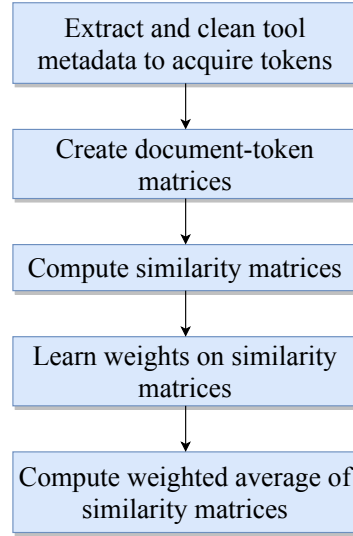 Extract and clean tool
metadata to acquire tokens
Create document-token
matrices
Compute similarity matrices
Learn weights on similarity
matrices
Compute weighted average of
similarity matrices